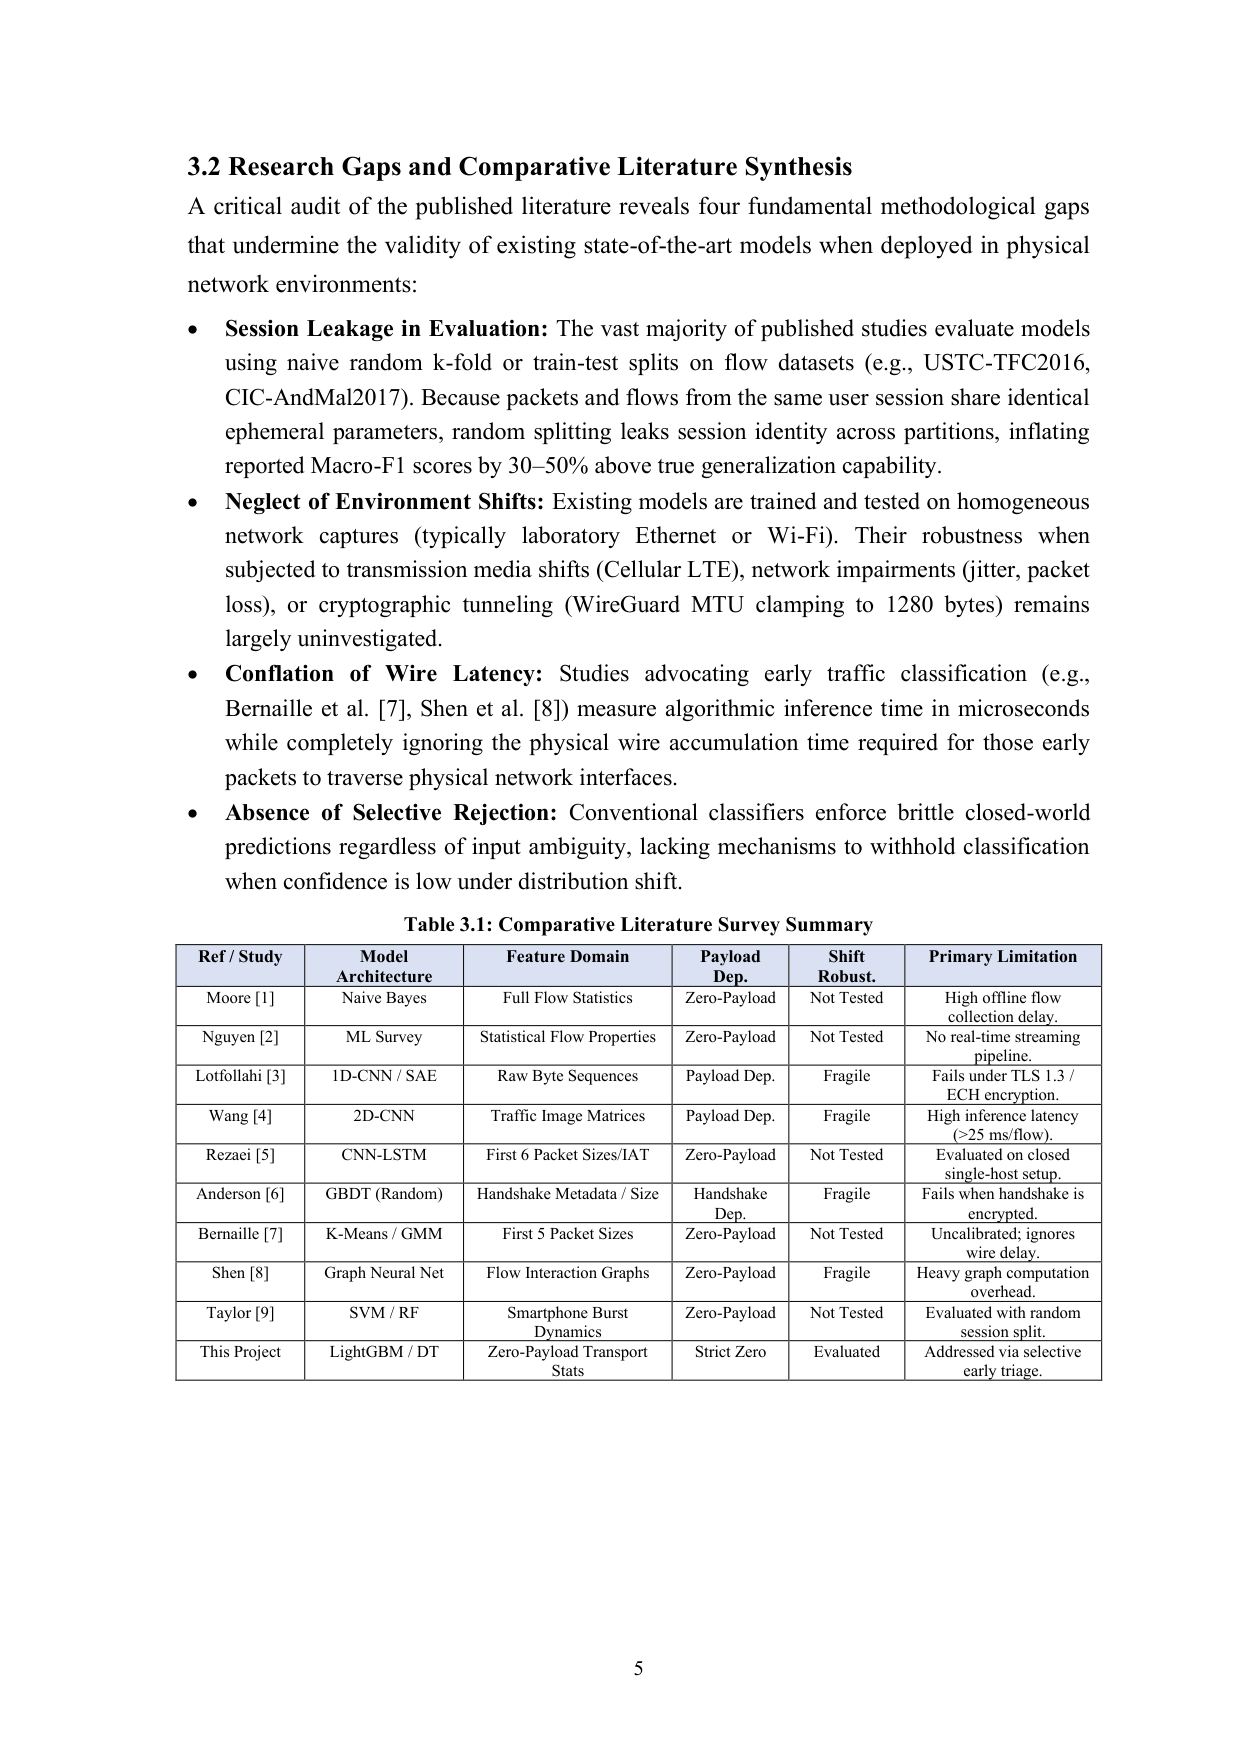 3.2 Research Gaps and Comparative Literature Synthesis
A critical audit of the published literature reveals four fundamental methodological gaps
that undermine the validity of existing state-of-the-art models when deployed in physical
network environments:
• Session Leakage in Evaluation: The vast majority of published studies evaluate models
using naive random k-fold or train-test splits on flow datasets (e.g., USTC-TFC2016,
CIC-AndMal2017). Because packets and flows from the same user session share identical
ephemeral parameters, random splitting leaks session identity across partitions, inflating
reported Macro-F1 scores by 30–50% above true generalization capability.
• Neglect of Environment Shifts: Existing models are trained and tested on homogeneous
network captures (typically laboratory Ethernet or Wi-Fi). Their robustness when
subjected to transmission media shifts (Cellular LTE), network impairments (jitter, packet
loss), or cryptographic tunneling (WireGuard MTU clamping to 1280 bytes) remains
largely uninvestigated.
• Conflation of Wire Latency: Studies advocating early traffic classification (e.g.,
Bernaille et al. [7], Shen et al. [8]) measure algorithmic inference time in microseconds
while completely ignoring the physical wire accumulation time required for those early
packets to traverse physical network interfaces.
• Absence of Selective Rejection: Conventional classifiers enforce brittle closed-world
predictions regardless of input ambiguity, lacking mechanisms to withhold classification
when confidence is low under distribution shift.
Table 3.1: Comparative Literature Survey Summary
Ref / Study Model Architecture Feature Domain Payload Dep. Shift Robust. Primary Limitation
Moore [1] Naive Bayes Full Flow Statistics Zero-Payload Not Tested High offline flow collection delay.
Nguyen [2] ML Survey Statistical Flow Properties Zero-Payload Not Tested No real-time streaming pipeline.
Lotfollahi [3] 1D-CNN / SAE Raw Byte Sequences Payload Dep. Fragile Fails under TLS 1.3 / ECH encryption.
Wang [4] 2D-CNN Traffic Image Matrices Payload Dep. Fragile High inference latency (>25 ms/flow).
Rezaei [5] CNN-LSTM First 6 Packet Sizes/IAT Zero-Payload Not Tested Evaluated on closed single-host setup.
Anderson [6] GBDT (Random) Handshake Metadata / Size Handshake Dep. Fragile Fails when handshake is encrypted.
Bernaille [7] K-Means / GMM First 5 Packet Sizes Zero-Payload Not Tested Uncalibrated; ignores wire delay.
Shen [8] Graph Neural Net Flow Interaction Graphs Zero-Payload Fragile Heavy graph computation overhead.
Taylor [9] SVM / RF Smartphone Burst Dynamics Zero-Payload Not Tested Evaluated with random session split.
This Project LightGBM / DT Zero-Payload Transport Stats Strict Zero Evaluated Addressed via selective early triage.
5